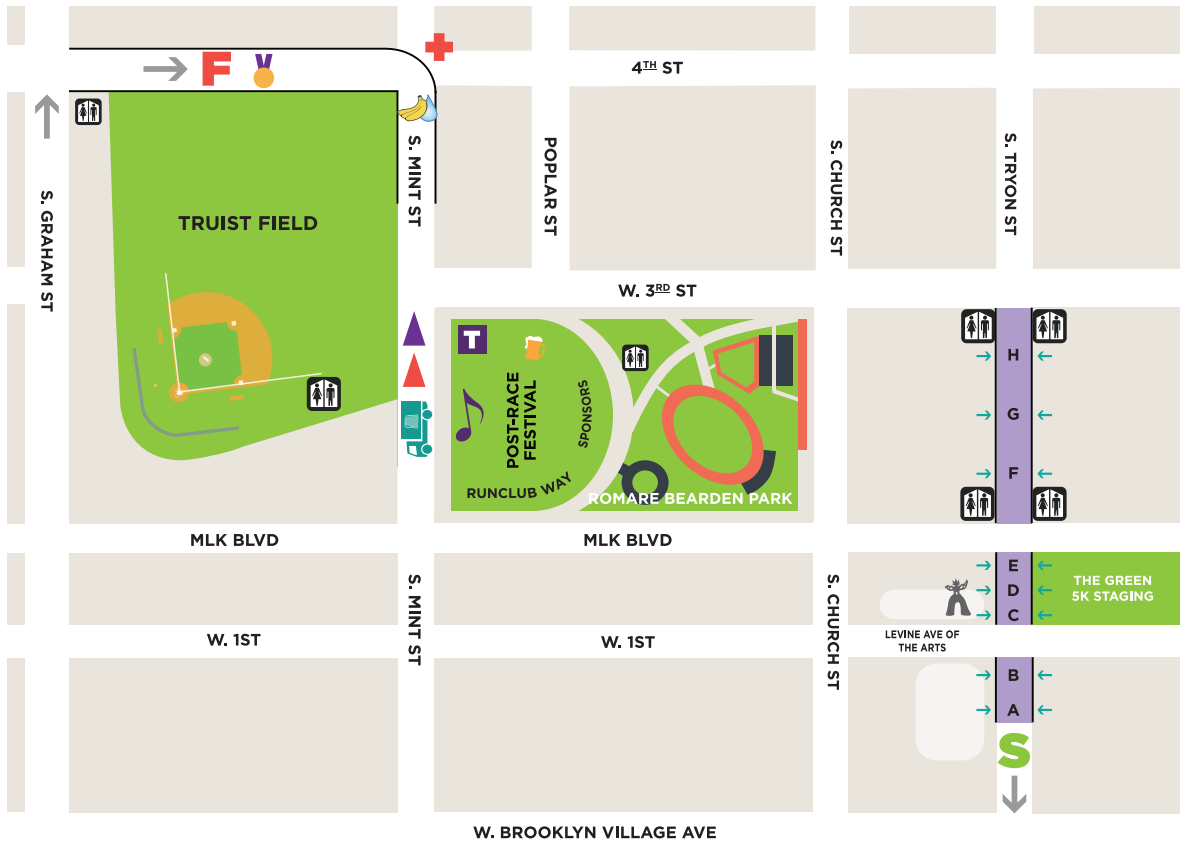 F
4TH ST
S. GRAHAM ST
S. MINT ST
POPLAR ST
S. CHURCH ST
S. TRYON ST
TRUIST FIELD
W. 3RD ST
T
POST-RACE
FESTIVAL
SPONSORS
RUNCLUB WAY
ROMARE BEARDEN PARK
H
G
F
MLK BLVD
MLK BLVD
E
D
C
THE GREEN
5K STAGING
S. MINT ST
S. CHURCH ST
W. 1ST
W. 1ST
LEVINE AVE OF
THE ARTS
B
A
S
W. BROOKLYN VILLAGE AVE